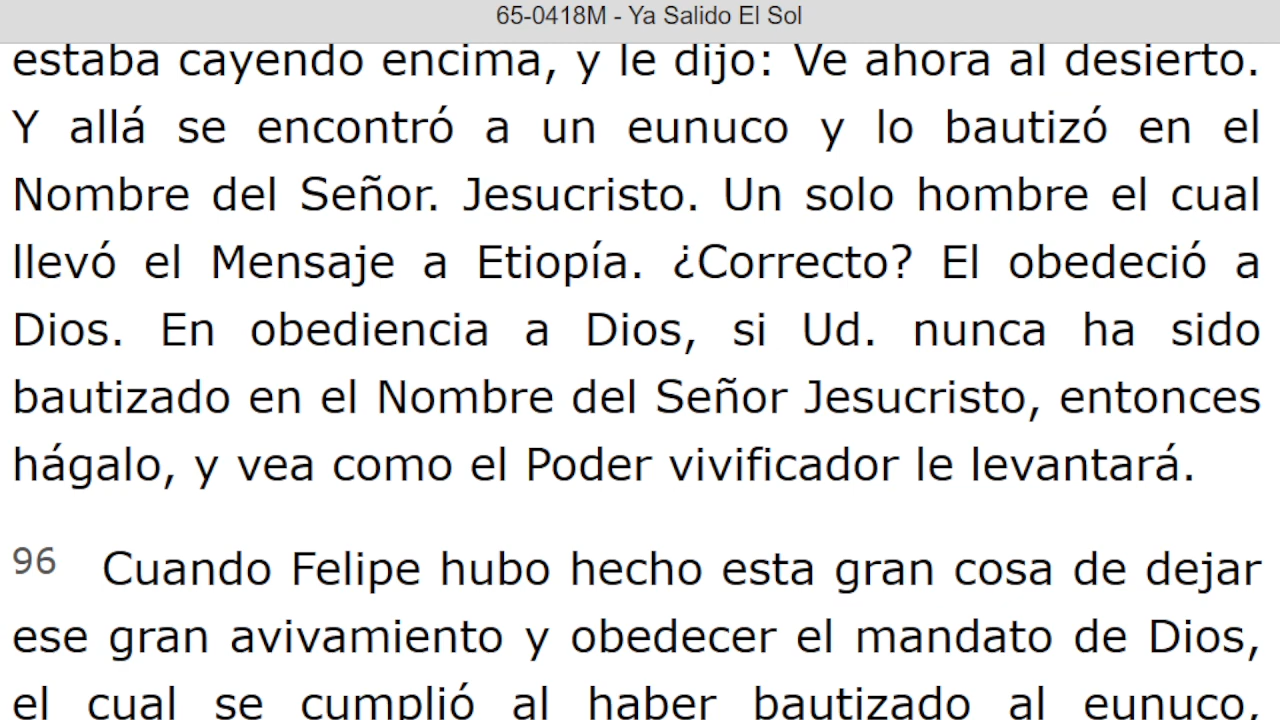 65-0418M - Ya Salido El Sol
estaba cayendo encima, y le dijo: Ve ahora al desierto.
Y allá se encontró a un eunuco y lo bautizó en el
Nombre del Señor. Jesucristo. Un solo hombre el cual
llevó el Mensaje a Etiopía. ¿Correcto? El obedeció a
Dios. En obediencia a Dios, si Ud. nunca ha sido
bautizado en el Nombre del Señor Jesucristo, entonces
hágalo, y vea como el Poder vivificador le levantará.
96 Cuando Felipe hubo hecho esta gran cosa de dejar
ese gran avivamiento y obedecer el mandato de Dios,
el cual se cumplió al haber bautizado al eunuco,